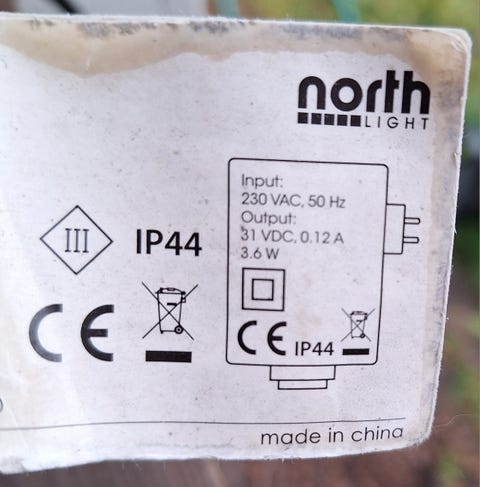 north
LIGHT
Input:
230 VAC, 50 Hz
Output:
31 VDC, 0.12 A
3.6 W
III
IP44
CE
CE IP44
made in china